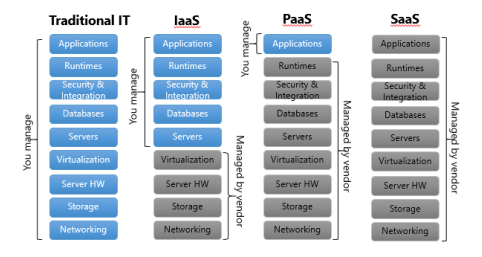 Traditional IT
IaaS
PaaS
SaaS
You manage
Applications
Runtimes
Security &
Integration
Databases
Servers
Virtualization
Server HW
Storage
Networking
You manage
Applications
Runtimes
Security &
Integration
Databases
Servers
Virtualization
Server HW
Storage
Networking
Managed by vendor
You manage
Applications
Runtimes
Security &
Integration
Databases
Servers
Virtualization
Server HW
Storage
Networking
Managed by vendor
Applications
Runtimes
Security &
Integration
Databases
Servers
Virtualization
Server HW
Storage
Networking
Managed by vendor